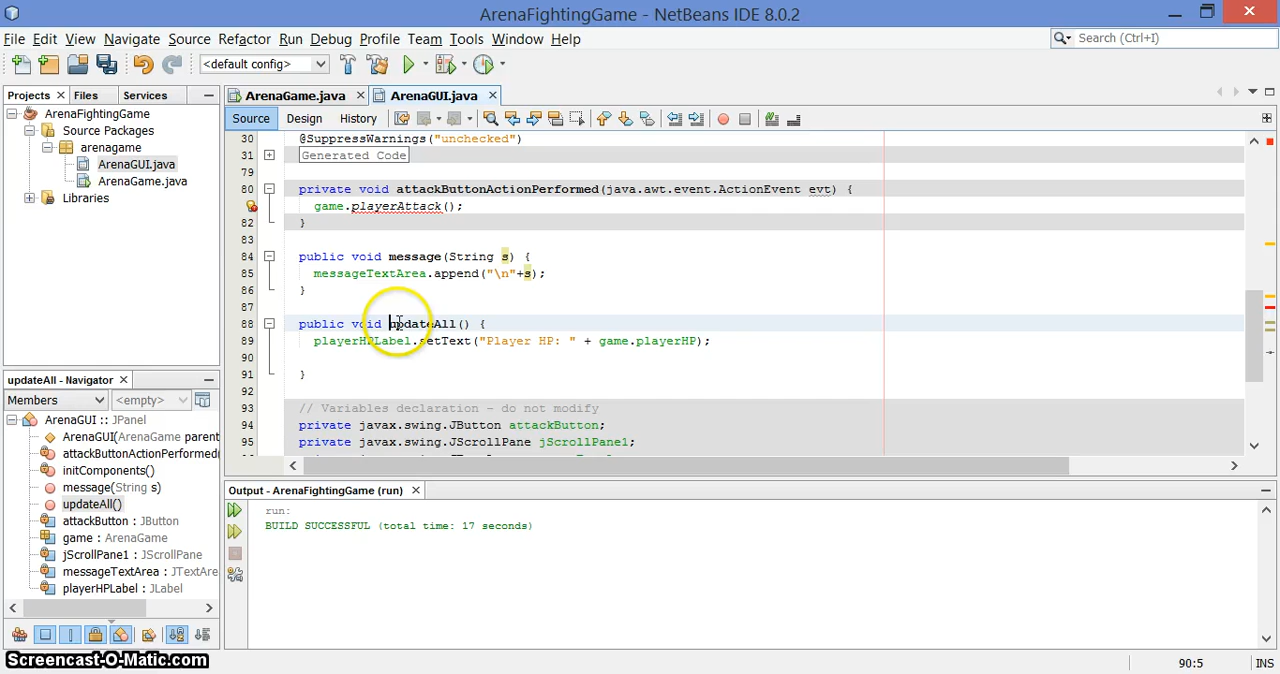 ArenaFightingGame - NetBeans IDE 8.0.2
File Edit View Navigate Source Refactor Run Debug Profile Team Tools Window Help
Search (Ctrl+I)
<default config>
Projects Files Services
ArenaGame.java ArenaGUI.java
Source Design History
ArenaFightingGame
Source Packages
arenagame
ArenaGUI.java
ArenaGame.java
Libraries
30 @SuppressWarnings("unchecked")
31 Generated Code
79
80 private void attackButtonActionPerformed(java.awt.event.ActionEvent evt) {
game.playerAttack();
82 }
83
84 public void message(String s) {
85 messageTextArea.append("\n"+s);
86 }
87
88 public void updateAll() {
89 playerHPLabel.setText("Player HP: " + game.playerHP);
90
91 }
92
93 // Variables declaration - do not modify
94 private javax.swing.JButton attackButton;
95 private javax.swing.JScrollPane jScrollPane1;
updateAll - Navigator
Members <empty>
ArenaGUI :: JPanel
ArenaGUI(ArenaGame parent
attackButtonActionPerformed(
initComponents()
message(String s)
updateAll()
attackButton : JButton
game : ArenaGame
jScrollPane1 : JScrollPane
messageTextArea : JTextAre
playerHPLabel : JLabel
Output - ArenaFightingGame (run)
run:
BUILD SUCCESSFUL (total time: 17 seconds)
Screencast-O-Matic.com
90:5 INS